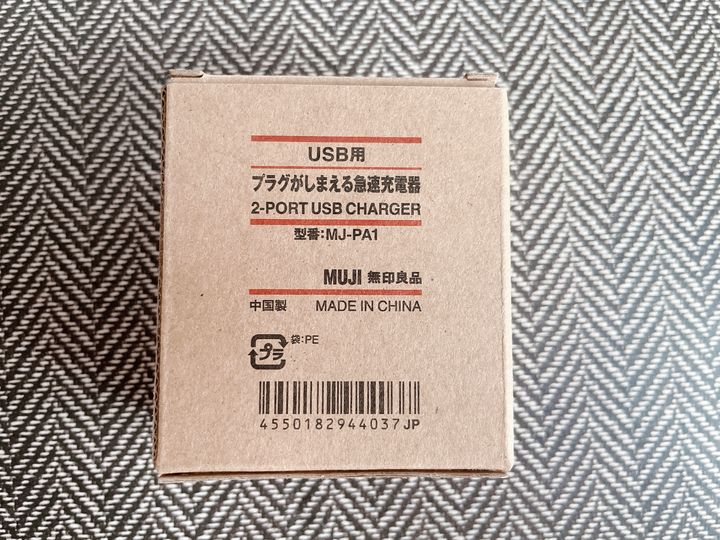 USB用
プラグがしまえる急速充電器
2-PORT USB CHARGER
型番:MJ-PA1
MUJI 無印良品
中国製 MADE IN CHINA
プラ 袋:PE
4550182944037JP